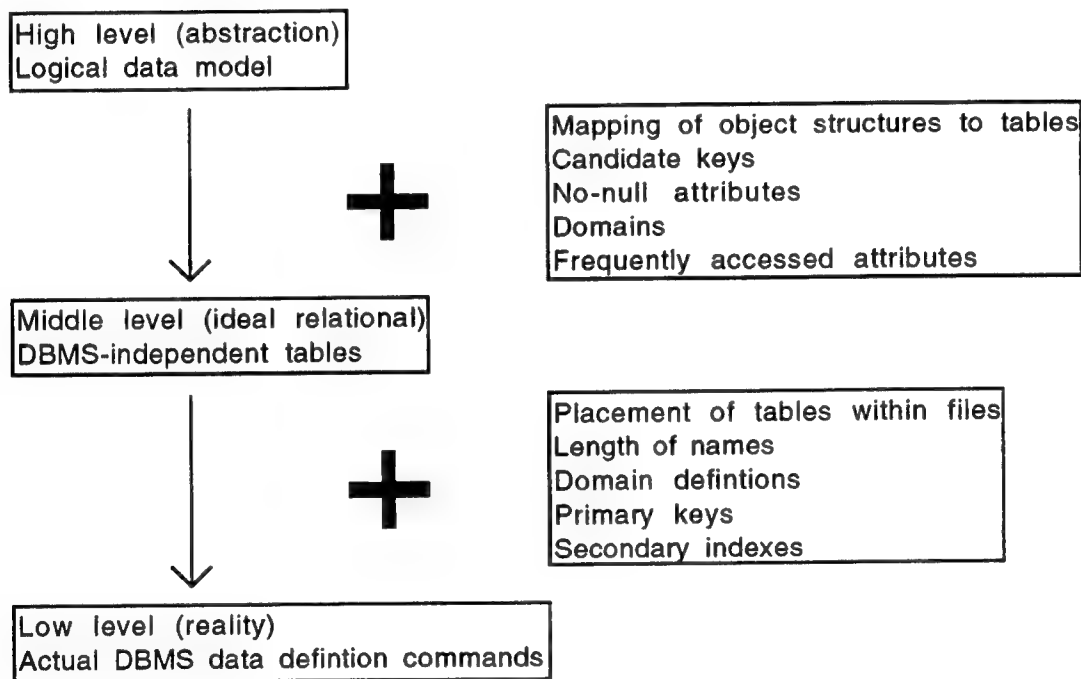 High level (abstraction)
Logical data model
Mapping of object structures to tables
Candidate keys
No-null attributes
Domains
Frequently accessed attributes
Middle level (ideal relational)
DBMS-independent tables
Placement of tables within files
Length of names
Domain defintions
Primary keys
Secondary indexes
Low level (reality)
Actual DBMS data defintion commands